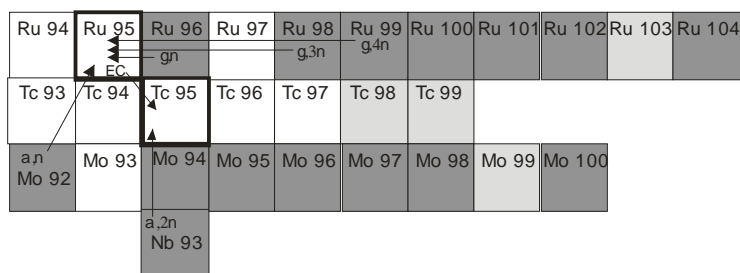 Ru 94 Ru 95 Ru 96 Ru 97 Ru 98 Ru 99 Ru 100 Ru 101 Ru 102 Ru 103 Ru 104
g,n g,3n g,4n
EC
Tc 93 Tc 94 Tc 95 Tc 96 Tc 97 Tc 98 Tc 99
a,n Mo 93 Mo 94 Mo 95 Mo 96 Mo 97 Mo 98 Mo 99 Mo 100
Mo 92
a,2n
Nb 93